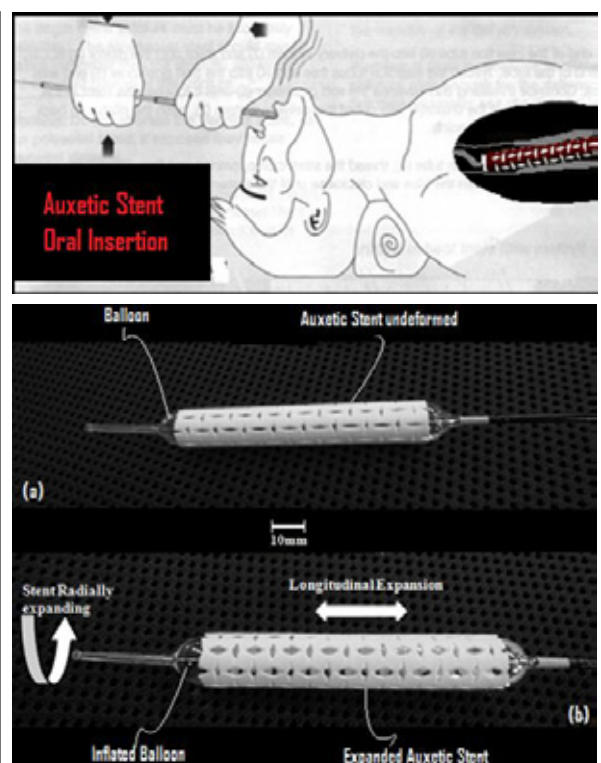 Auxetic Stent
Oral Insertion
Balloon
Auxetic Stent undeformed
(a)
10mm
Stent Radially
expanding
Longitudinal Expansion
(b)
Inflated Balloon
Expanded Auxetic Stent